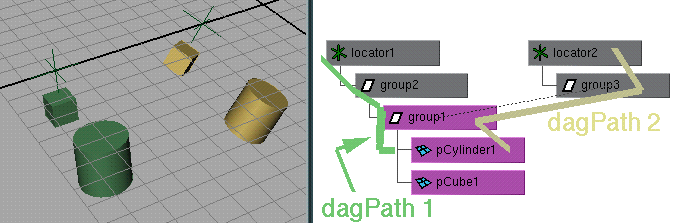 locator1
locator2
group2
group3
group1
dagPath 2
pCylinder1
pCube1
dagPath 1